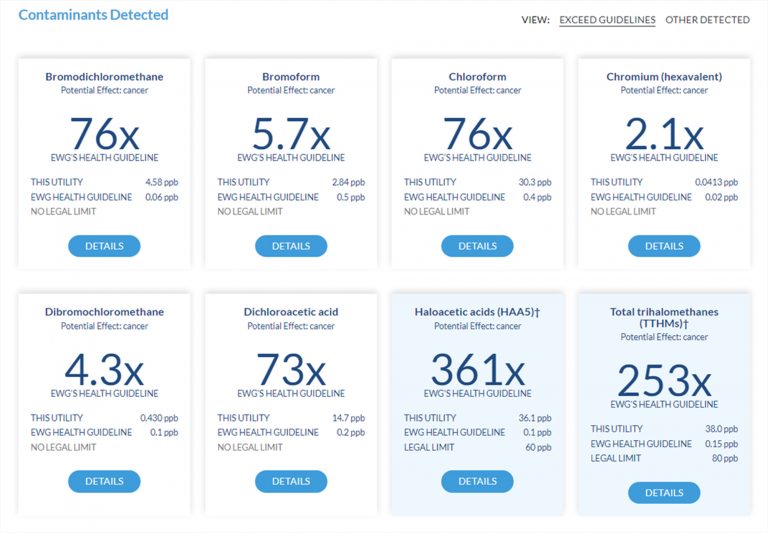 Contaminants Detected
VIEW: EXCEED GUIDELINES OTHER DETECTED
Bromodichloromethane
Potential Effect: cancer
76x
EWG'S HEALTH GUIDELINE
THIS UTILITY 4.58 ppb
EWG HEALTH GUIDELINE 0.06 ppb
NO LEGAL LIMIT
DETAILS
Bromoform
Potential Effect: cancer
5.7x
EWG'S HEALTH GUIDELINE
THIS UTILITY 2.84 ppb
EWG HEALTH GUIDELINE 0.5 ppb
NO LEGAL LIMIT
DETAILS
Chloroform
Potential Effect: cancer
76x
EWG'S HEALTH GUIDELINE
THIS UTILITY 30.3 ppb
EWG HEALTH GUIDELINE 0.4 ppb
NO LEGAL LIMIT
DETAILS
Chromium (hexavalent)
Potential Effect: cancer
2.1x
EWG'S HEALTH GUIDELINE
THIS UTILITY 0.0413 ppb
EWG HEALTH GUIDELINE 0.02 ppb
NO LEGAL LIMIT
DETAILS
Dibromochloromethane
Potential Effect: cancer
4.3x
EWG'S HEALTH GUIDELINE
THIS UTILITY 0.430 ppb
EWG HEALTH GUIDELINE 0.1 ppb
NO LEGAL LIMIT
DETAILS
Dichloroacetic acid
Potential Effect: cancer
73x
EWG'S HEALTH GUIDELINE
THIS UTILITY 14.7 ppb
EWG HEALTH GUIDELINE 0.2 ppb
NO LEGAL LIMIT
DETAILS
Haloacetic acids (HAA5)†
Potential Effect: cancer
361x
EWG'S HEALTH GUIDELINE
THIS UTILITY 36.1 ppb
EWG HEALTH GUIDELINE 0.1 ppb
LEGAL LIMIT 60 ppb
DETAILS
Total trihalomethanes
(TTHMs)†
Potential Effect: cancer
253x
EWG'S HEALTH GUIDELINE
THIS UTILITY 38.0 ppb
EWG HEALTH GUIDELINE 0.15 ppb
LEGAL LIMIT 80 ppb
DETAILS